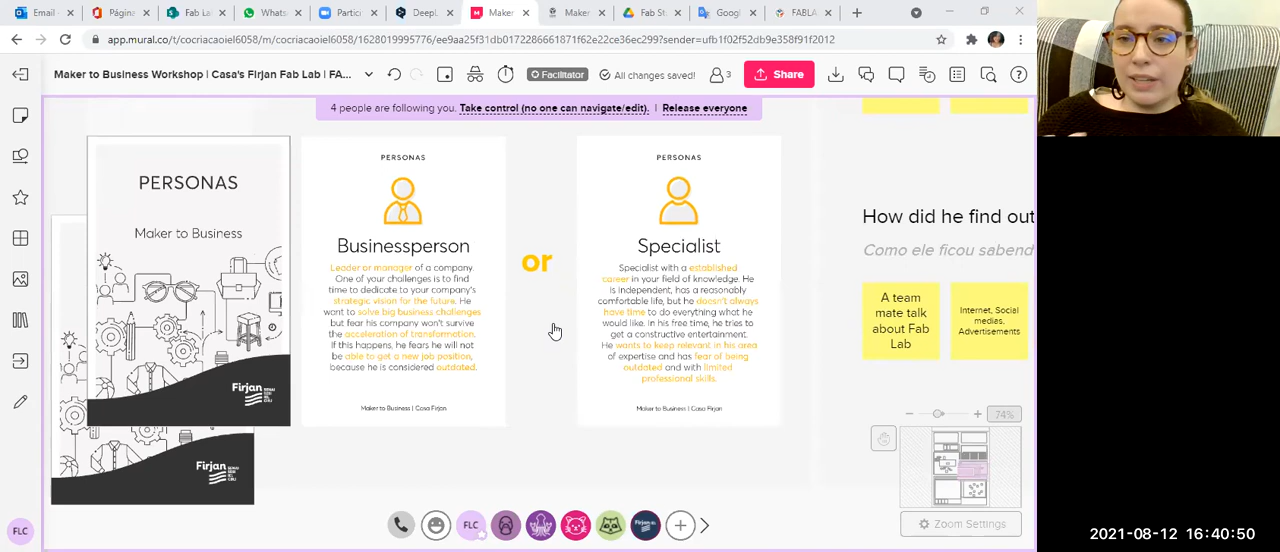 Email -
Página
Fab La
Whats
Partici
DeepL
Maker
Maker
Fab St
Googl
FABLA
app.mural.co/t/cocriacaoiel6058/m/cocriacaoiel6058/
Maker to Business Workshop | Casa's Firjan Fab Lab | FA...
Facilitator
All changes saved!
3
Share
4 people are following you. Take control (no one can navigate/edit). | Release everyone
PERSONAS
Maker to Business
Firjan
Firjan
PERSONAS
Businessperson
Leader or manager of a company.
One of your challenges is to find
time to dedicate to your company's
strategic vision for the future. He
want to solve big business challenges
but fear his company won't survive
the acceleration of transformation.
If this happens, he fears he will not
be able to get a new job position,
because he is considered outdated.
Maker to Business | Casa Firjan
or
PERSONAS
Specialist
Specialist with a established
career in your field of knowledge. He
is independent, has a reasonably
comfortable life, but he doesn't always
have time to do everything what he
would like. In his free time, he tries to
get a constructive entertainment.
He wants to keep relevant in his area
of expertise and has fear of being
outdated and with limited
professional skills.
Maker to Business | Casa Firjan
How did he find out
Como ele ficou sabend
A team
mate talk
about Fab
Lab
Internet, Social
medias,
Advertisements
74%
Zoom Settings
FLC
FLC
2021-08-12 16:40:50